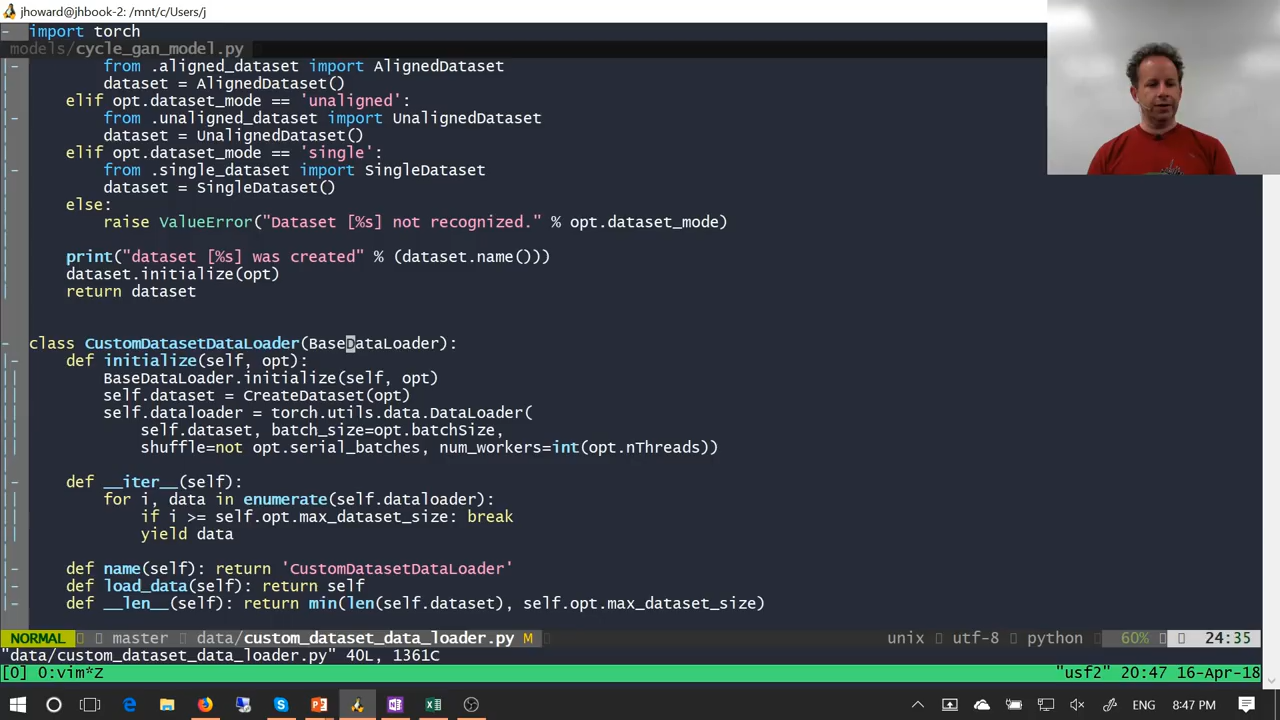 jhoward@jhbook-2: /mnt/c/Users/j
import torch
models/cycle_gan_model.py
from .aligned_dataset import AlignedDataset
dataset = AlignedDataset()
elif opt.dataset_mode == 'unaligned':
from .unaligned_dataset import UnalignedDataset
dataset = UnalignedDataset()
elif opt.dataset_mode == 'single':
from .single_dataset import SingleDataset
dataset = SingleDataset()
else:
raise ValueError("Dataset [%s] not recognized." % opt.dataset_mode)
print("dataset [%s] was created" % (dataset.name()))
dataset.initialize(opt)
return dataset
class CustomDatasetDataLoader(BaseDataLoader):
def initialize(self, opt):
BaseDataLoader.initialize(self, opt)
self.dataset = CreateDataset(opt)
self.dataloader = torch.utils.data.DataLoader(
self.dataset, batch_size=opt.batchSize,
shuffle=not opt.serial_batches, num_workers=int(opt.nThreads))
def __iter__(self):
for i, data in enumerate(self.dataloader):
if i >= self.opt.max_dataset_size: break
yield data
def name(self): return 'CustomDatasetDataLoader'
def load_data(self): return self
def __len__(self): return min(len(self.dataset), self.opt.max_dataset_size)
NORMAL master data/custom_dataset_data_loader.py M unix utf-8 python 60% 24:35
"data/custom_dataset_data_loader.py" 40L, 1361C
[0] 0:vim*Z "usf2" 20:47 16-Apr-18
ENG 8:47 PM